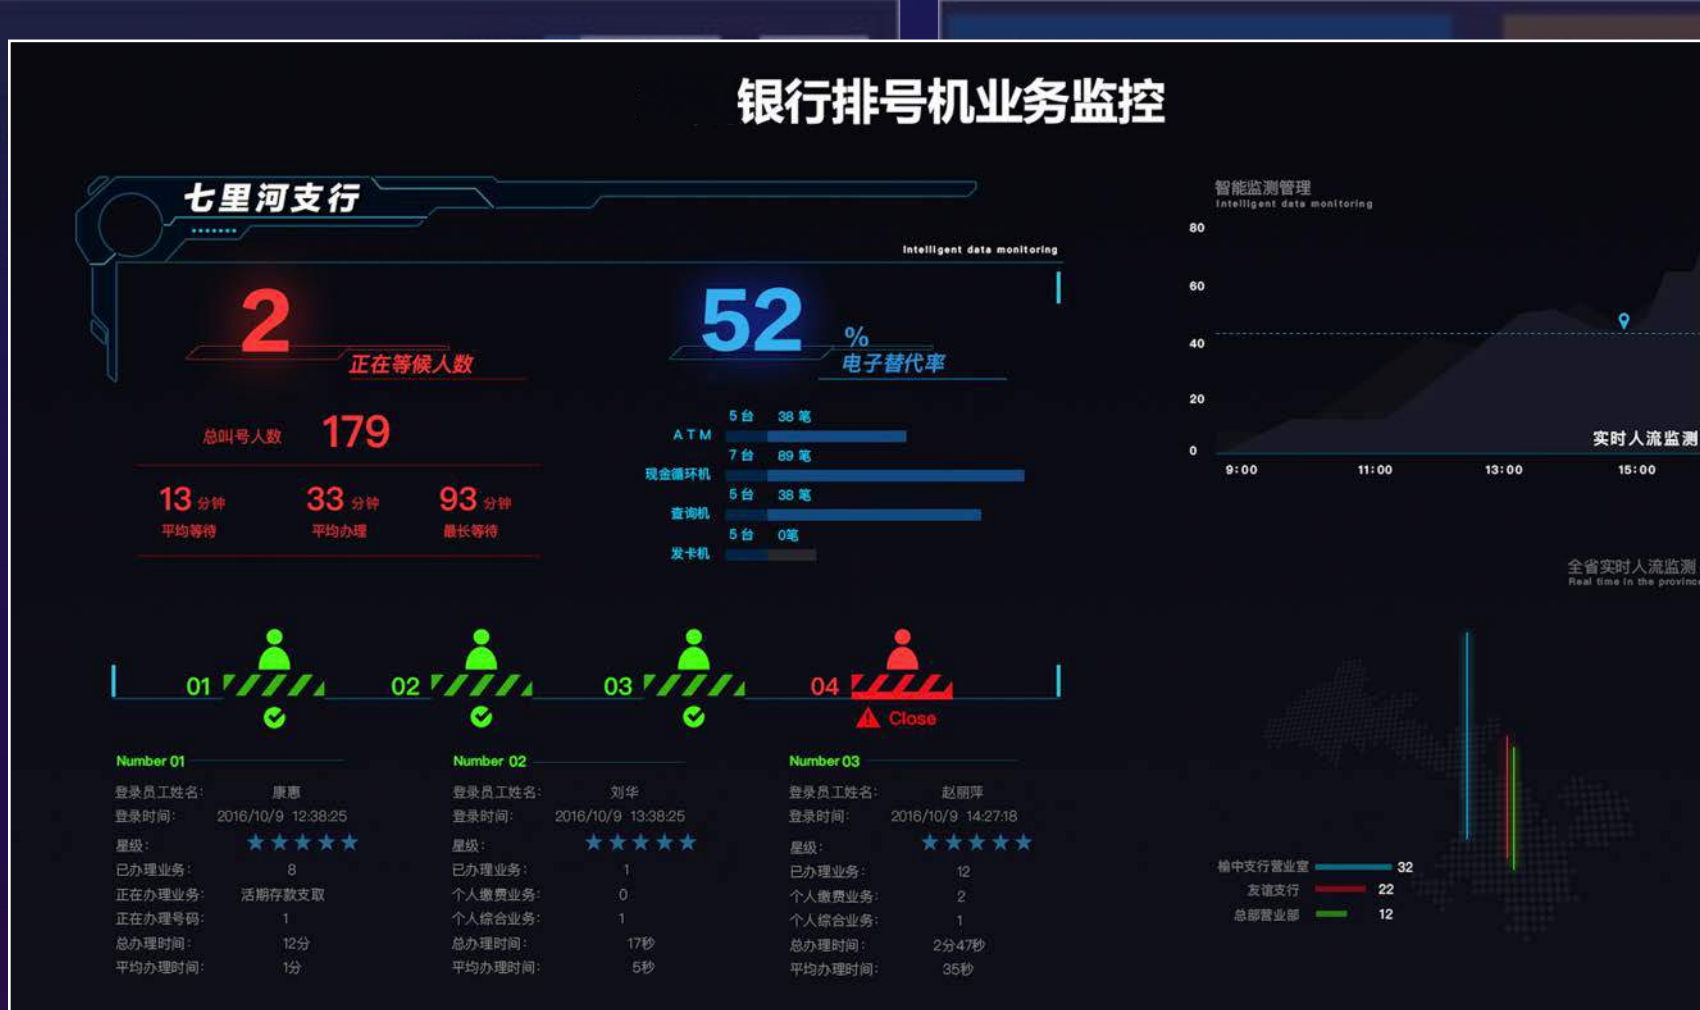 银行排号机业务监控
七里河支行
Intelligent data monitoring
2
正在等候人数
52 %
电子替代率
总叫号人数 179
13 分钟 33 分钟 93 分钟
平均等待 平均办理 最长等待
5 台 38 笔
ATM
7 台 89 笔
现金循环机
5 台 38 笔
查询机
5 台 0笔
发卡机
01 02 03 04
Close
Number 01
登录员工姓名: 康惠
登录时间: 2016/10/9 12:38:25
星级:
已办理业务: 8
正在办理业务: 活期存款支取
正在办理号码: 1
总办理时间: 12分
平均办理时间: 1分
Number 02
登录员工姓名: 刘华
登录时间: 2016/10/9 13:38:25
星级:
已办理业务: 1
个人缴费业务: 0
个人综合业务: 1
总办理时间: 17秒
平均办理时间: 5秒
Number 03
登录员工姓名: 赵丽萍
登录时间: 2016/10/9 14:27:18
星级:
已办理业务: 12
个人缴费业务: 2
个人综合业务: 1
总办理时间: 2分47秒
平均办理时间: 35秒
智能监测管理
Intelligent data monitoring
80
60
40
20
0
实时人流监测
9:00 11:00 13:00 15:00
全省实时人流监测
Real time in the province
榆中支行营业室 32
友谊支行 22
总部营业部 12